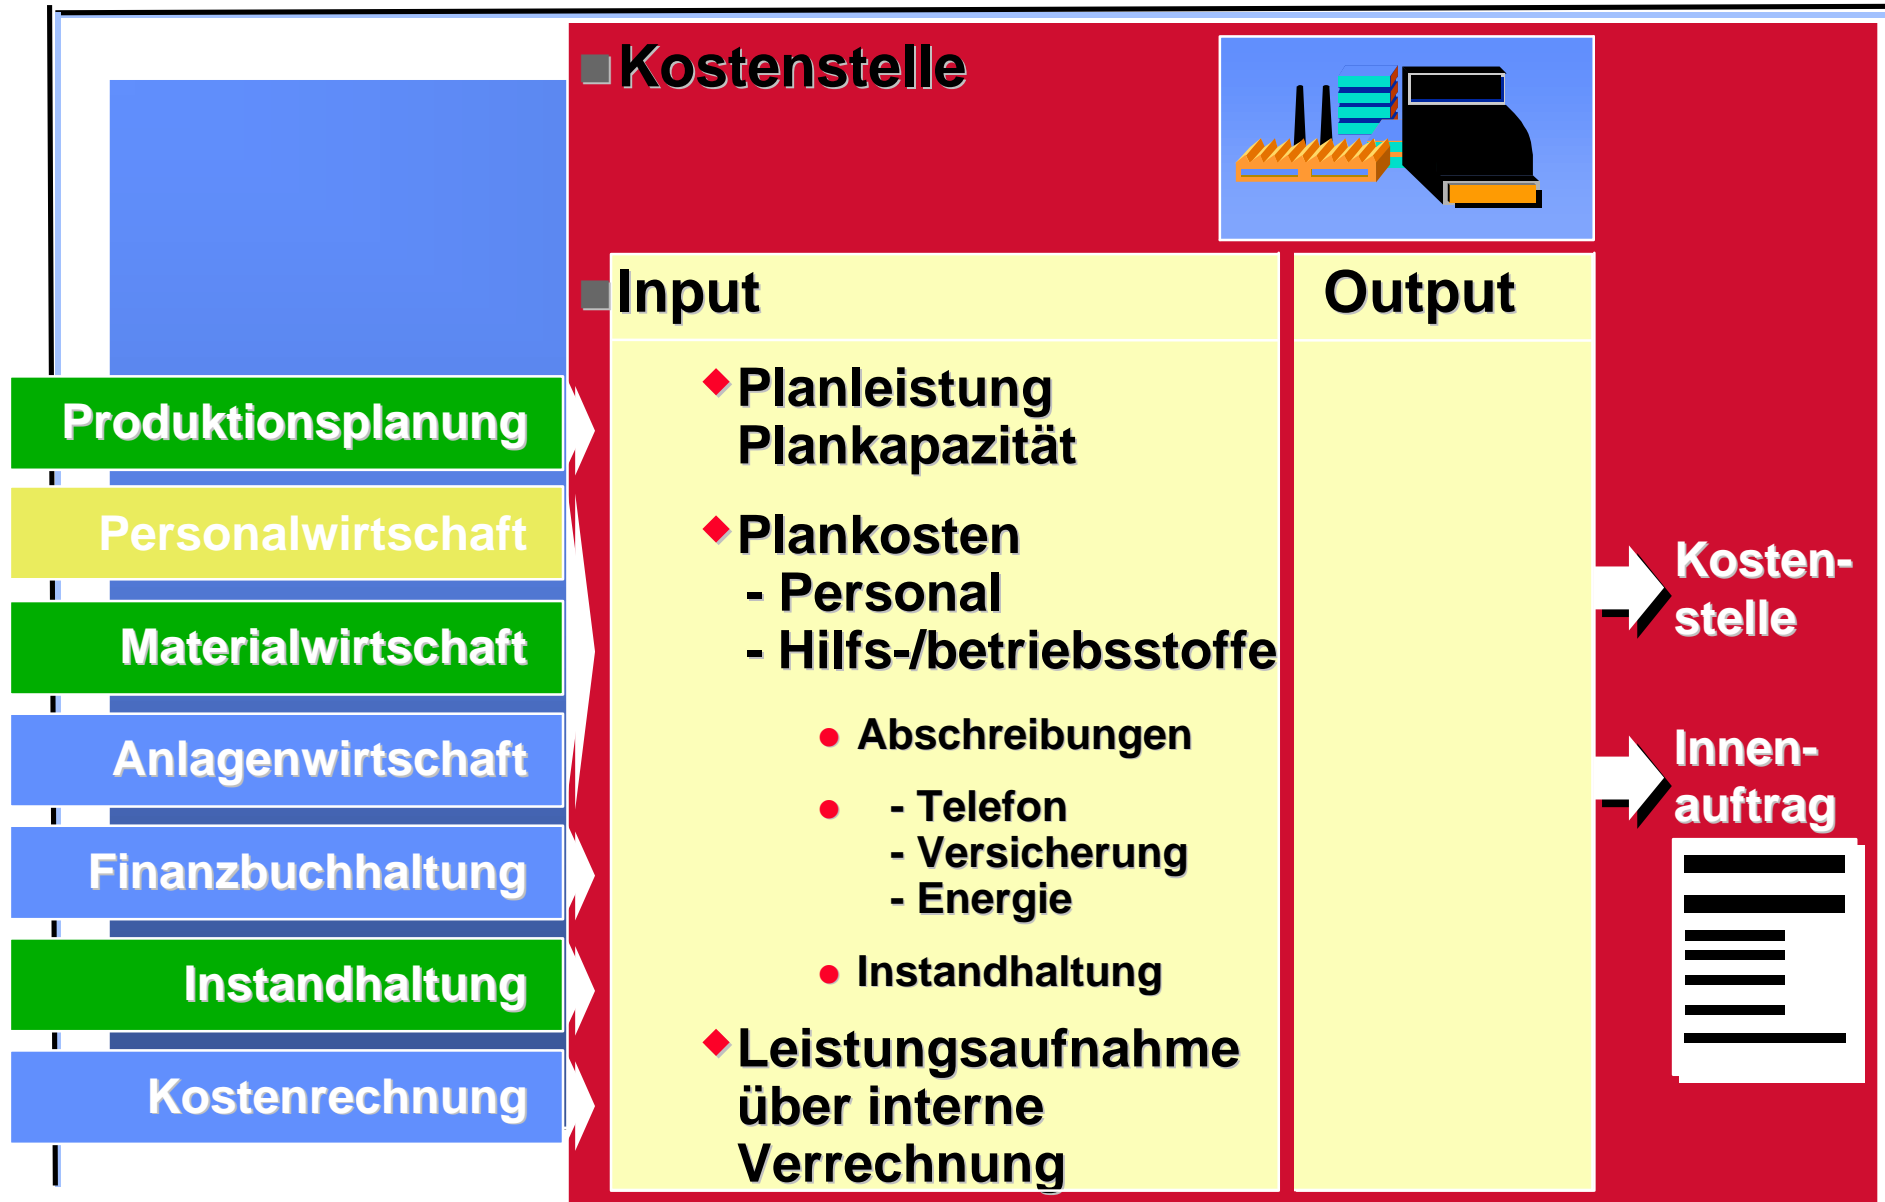 Kostenstelle
Input
Output
Produktionsplanung
Personalwirtschaft
Materialwirtschaft
Anlagenwirtschaft
Finanzbuchhaltung
Instandhaltung
Kostenrechnung
Planleistung
Plankapazität
Plankosten
- Personal
- Hilfs-/betriebsstoffe
Abschreibungen
- Telefon
- Versicherung
- Energie
Instandhaltung
Leistungsaufnahme
über interne
Verrechnung
Kosten-
stelle
Innen-
auftrag